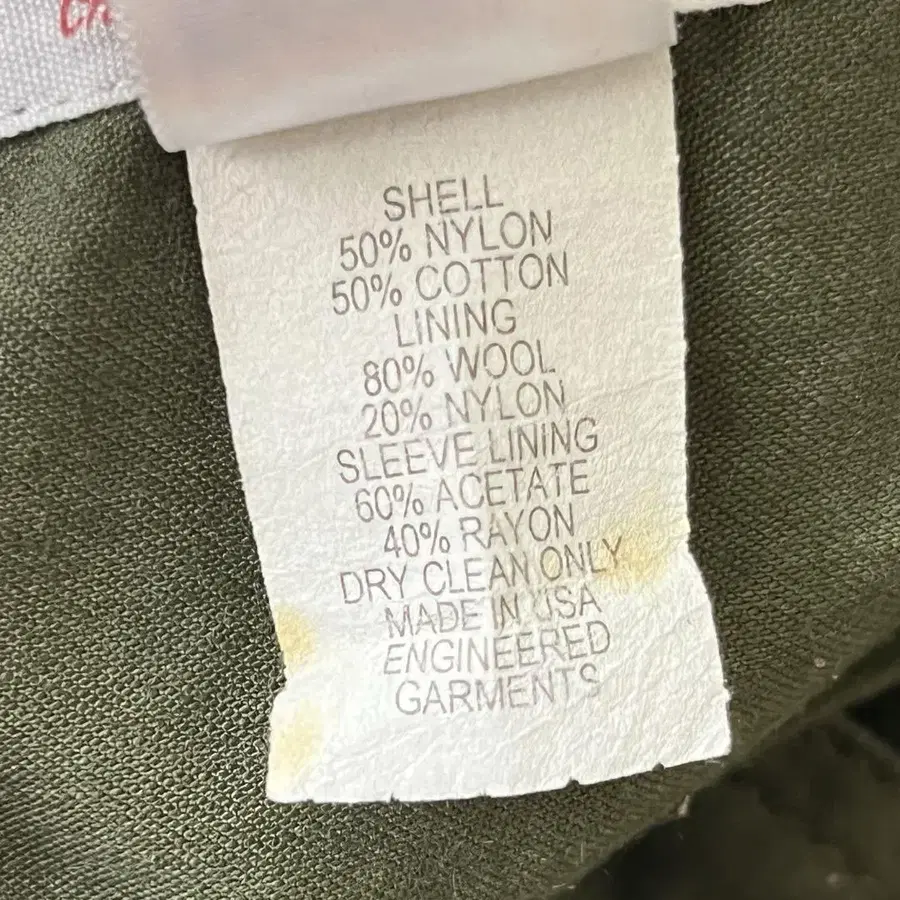 SHELL
50% NYLON
50% COTTON
LINING
80% WOOL
20% NYLON
SLEEVE LINING
60% ACETATE
40% RAYON
DRY CLEAN ONLY
MADE IN USA
ENGINEERED
GARMENTS